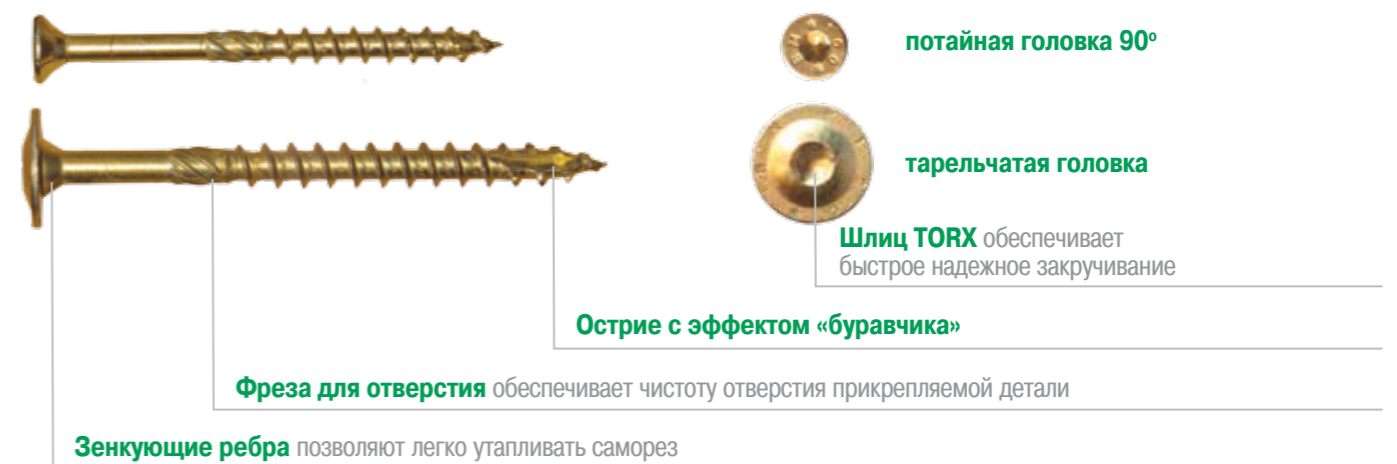 потайная головка 90º
тарельчатая головка
Шлиц TORX обеспечивает
быстрое надежное закручивание
Острие с эффектом «буравчика»
Фреза для отверстия обеспечивает чистоту отверстия прикрепляемой детали
Зенкующие ребра позволяют легко утапливать саморез